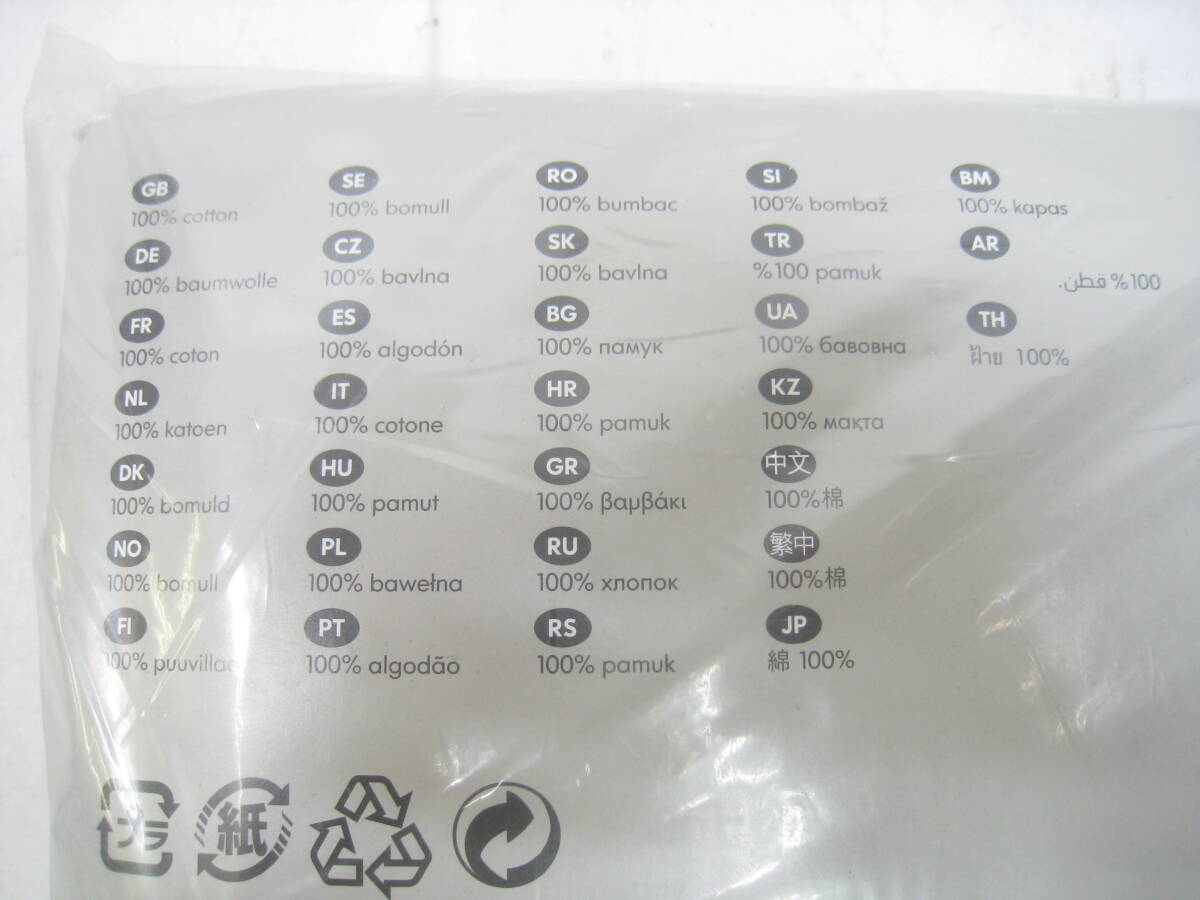 GB
100% cotton
DE
100% baumwolle
FR
100% coton
NL
100% katoen
DK
100% bomuld
NO
100% bomull
FI
100% puuvillaa
SE
100% bomull
CZ
100% bavlna
ES
100% algodón
IT
100% cotone
HU
100% pamut
PL
100% bawełna
PT
100% algodão
RO
100% bumbac
SK
100% bavlna
BG
100% памук
HR
100% pamuk
GR
100% βαμβάκι
RU
100% хлопок
RS
100% pamuk
SI
100% bombaž
TR
%100 pamuk
UA
100% бавовна
KZ
100% мақта
中文
100%棉
繁中
100%棉
JP
綿 100%
BM
100% kapas
AR
100% قطن.
TH
ฝ้าย 100%
プラ
紙